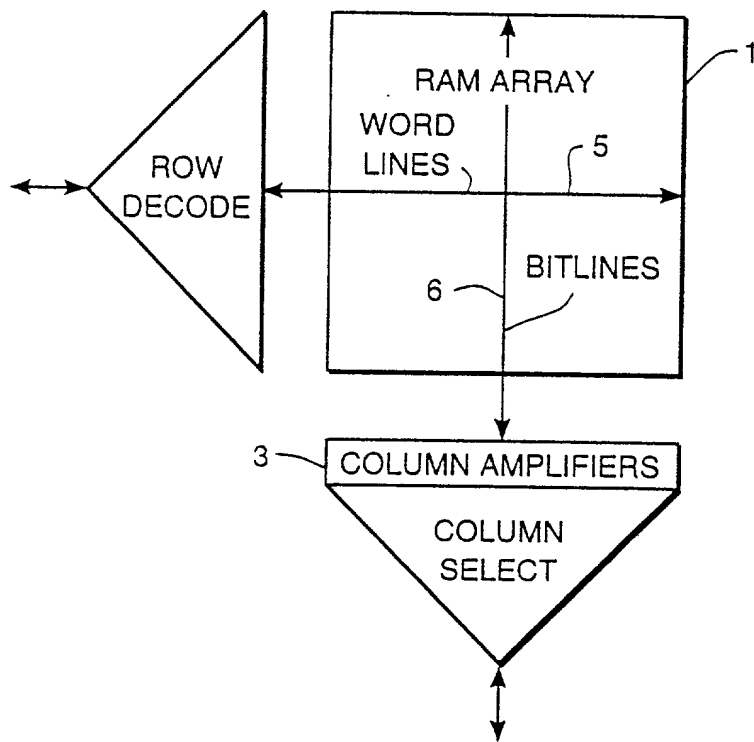 1
RAM ARRAY
WORD
LINES
5
ROW
DECODE
6
BITLINES
3
COLUMN AMPLIFIERS
COLUMN
SELECT